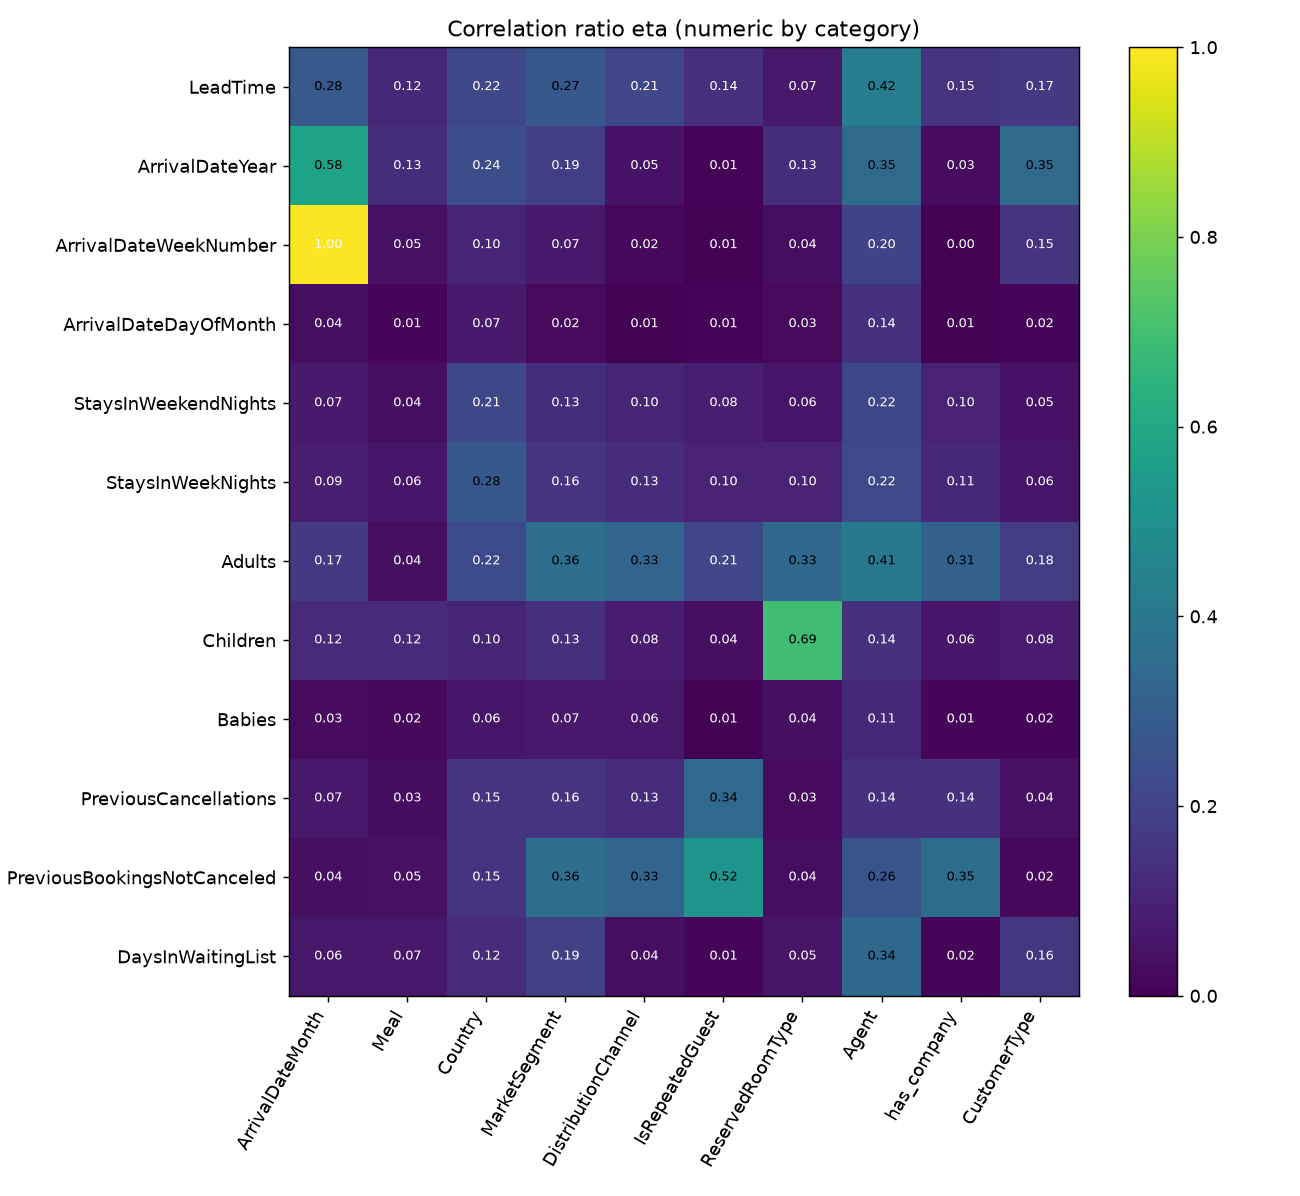 Correlation ratio eta (numeric by category)
LeadTime 0.28 0.12 0.22 0.27 0.21 0.14 0.07 0.42 0.15 0.17
ArrivalDateYear 0.58 0.13 0.24 0.19 0.05 0.01 0.13 0.35 0.03 0.35
ArrivalDateWeekNumber 1.00 0.05 0.10 0.07 0.02 0.01 0.04 0.20 0.00 0.15
ArrivalDateDayOfMonth 0.04 0.01 0.07 0.02 0.01 0.01 0.03 0.14 0.01 0.02
StaysInWeekendNights 0.07 0.04 0.21 0.13 0.10 0.08 0.06 0.22 0.10 0.05
StaysInWeekNights 0.09 0.06 0.28 0.16 0.13 0.10 0.10 0.22 0.11 0.06
Adults 0.17 0.04 0.22 0.36 0.33 0.21 0.33 0.41 0.31 0.18
Children 0.12 0.12 0.10 0.13 0.08 0.04 0.69 0.14 0.06 0.08
Babies 0.03 0.02 0.06 0.07 0.06 0.01 0.04 0.11 0.01 0.02
PreviousCancellations 0.07 0.03 0.15 0.16 0.13 0.34 0.03 0.14 0.14 0.04
PreviousBookingsNotCanceled 0.04 0.05 0.15 0.36 0.33 0.52 0.04 0.26 0.35 0.02
DaysInWaitingList 0.06 0.07 0.12 0.19 0.04 0.01 0.05 0.34 0.02 0.16
ArrivalDateMonth
Meal
Country
MarketSegment
DistributionChannel
IsRepeatedGuest
ReservedRoomType
Agent
has_company
CustomerType
1.0
0.8
0.6
0.4
0.2
0.0